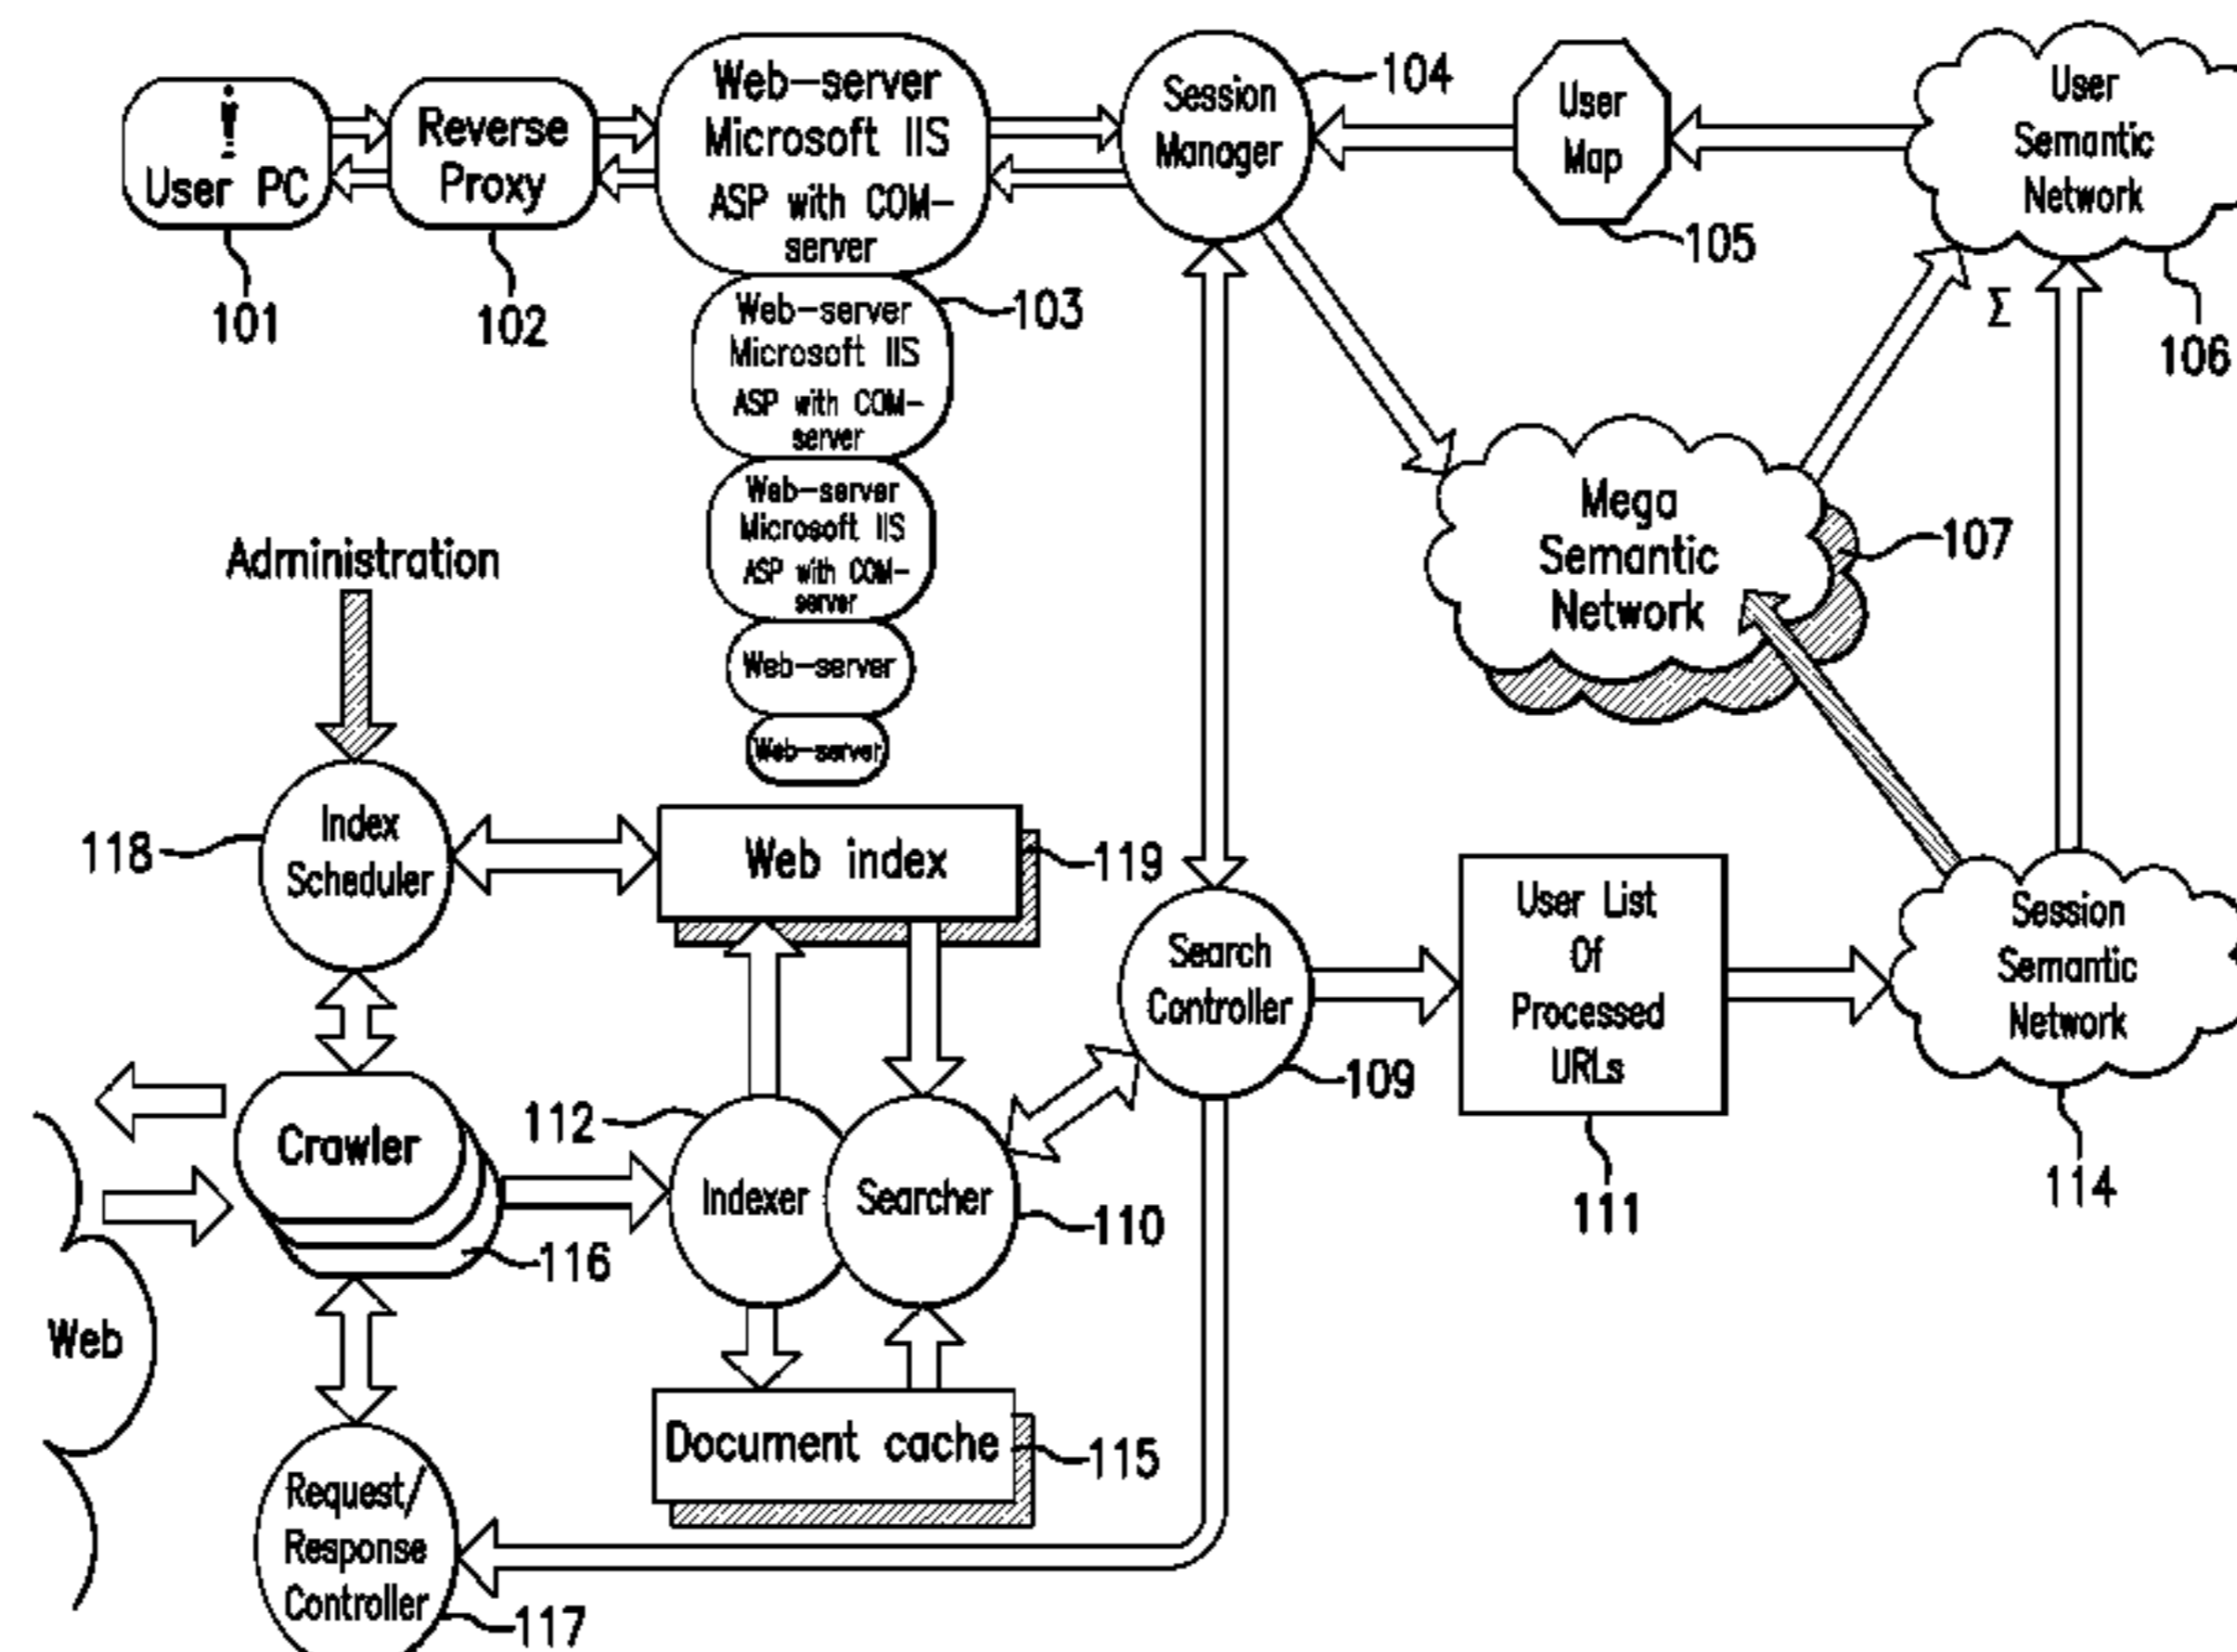 User PC
101
Reverse
Proxy
102
Web-server
Microsoft IIS
ASP with COM-
server
Web-server
Microsoft IIS
ASP with COM-
server
103
Web-server
Microsoft IIS
ASP with COM-
server
Web-server
Web-server
Session
Manager
104
User
Map
105
User
Semantic
Network
106
Σ
Mega
Semantic
Network
107
Administration
Index
Scheduler
118
Web index
119
Search
Controller
109
User List
Of
Processed
URLs
111
Session
Semantic
Network
114
Crawler
116
112
Indexer
Searcher
110
Web
Document cache
115
Request/
Response
Controller
117